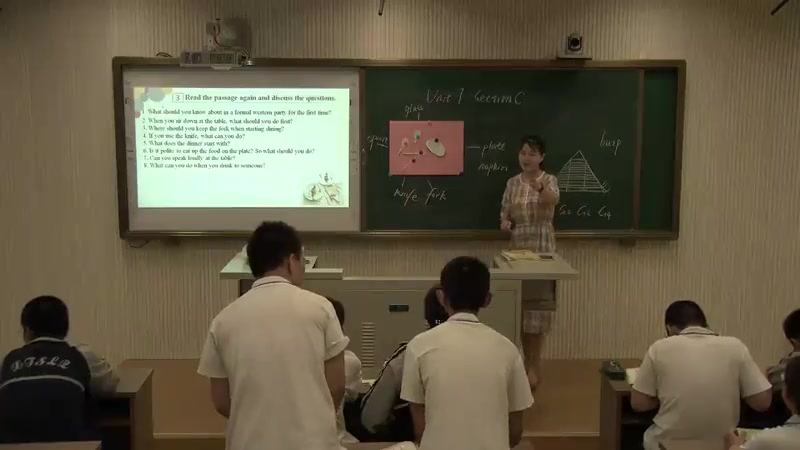 3 Read the passage again and discuss the questions.
1. What should you know about in a formal western party for the first time?
2. When you sit down at the table, what should you do first?
3. Where should you keep the fork when starting dining?
4. If you use the knife, what can you do?
5. What does the dinner start with?
6. Is it polite to eat up the food on the plate? So what should you do?
7. Can you speak loudly at the table?
8. What can you do when you drink to someone?
Unit 7 Section C
glass
spoon
plate
napkin
knife fork